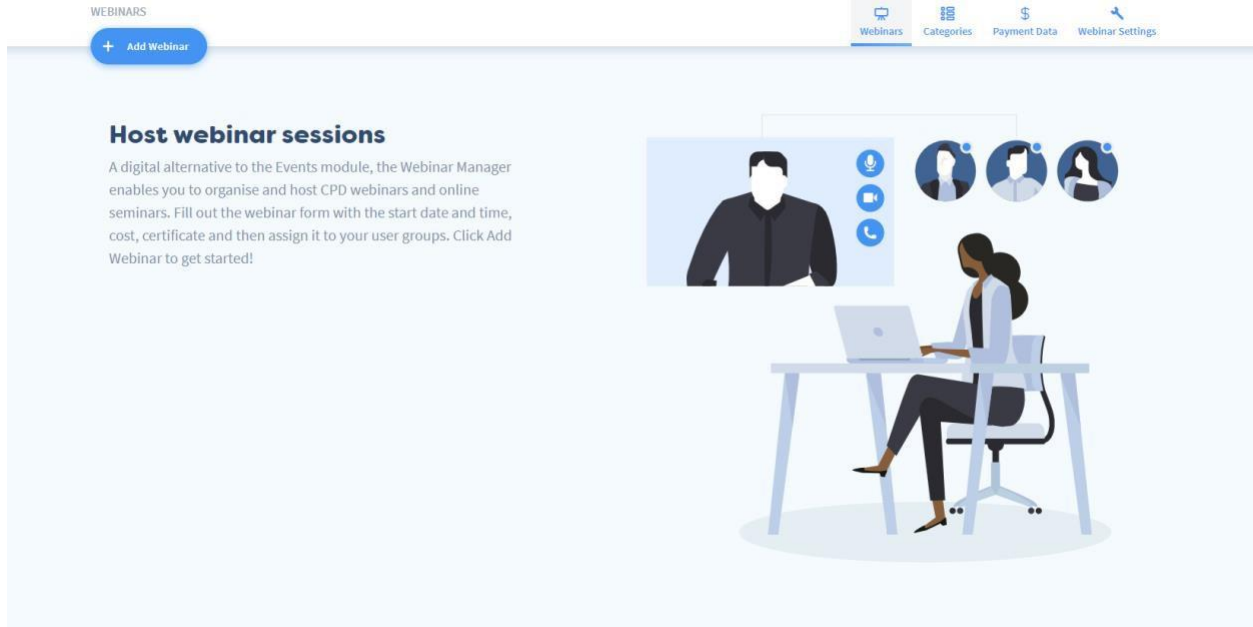 WEBINARS
+ Add Webinar
Webinars
Categories
$
Payment Data
Webinar Settings
Host webinar sessions
A digital alternative to the Events module, the Webinar Manager
enables you to organise and host CPD webinars and online
seminars. Fill out the webinar form with the start date and time,
cost, certificate and then assign it to your user groups. Click Add
Webinar to get started!